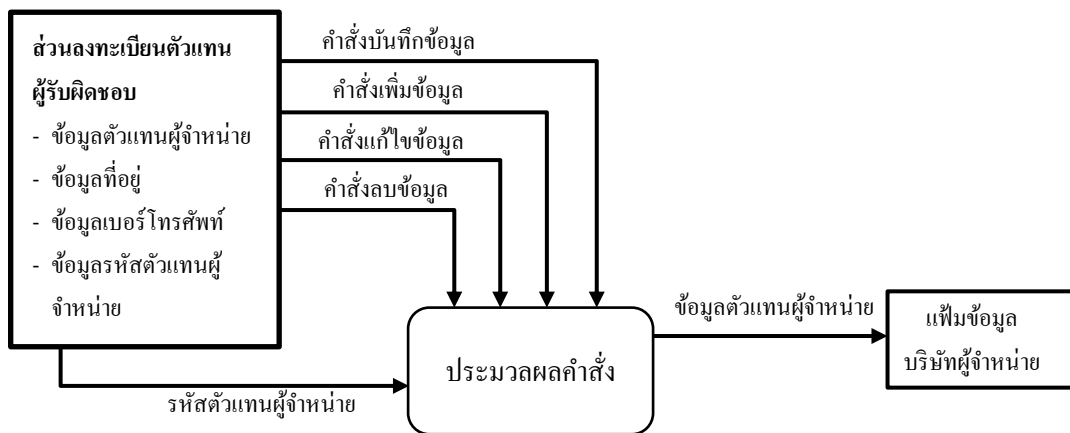 ส่วนลงทะเบียนตัวแทน
ผู้รับผิดชอบ
- ข้อมูลตัวแทนผู้จำหน่าย
- ข้อมูลที่อยู่
- ข้อมูลเบอร์โทรศัพท์
- ข้อมูลรหัสตัวแทนผู้
จำหน่าย
คำสั่งบันทึกข้อมูล
คำสั่งเพิ่มข้อมูล
คำสั่งแก้ไขข้อมูล
คำสั่งลบข้อมูล
รหัสตัวแทนผู้จำหน่าย
ประมวลผลคำสั่ง
ข้อมูลตัวแทนผู้จำหน่าย
แฟ้มข้อมูล
บริษัทผู้จำหน่าย